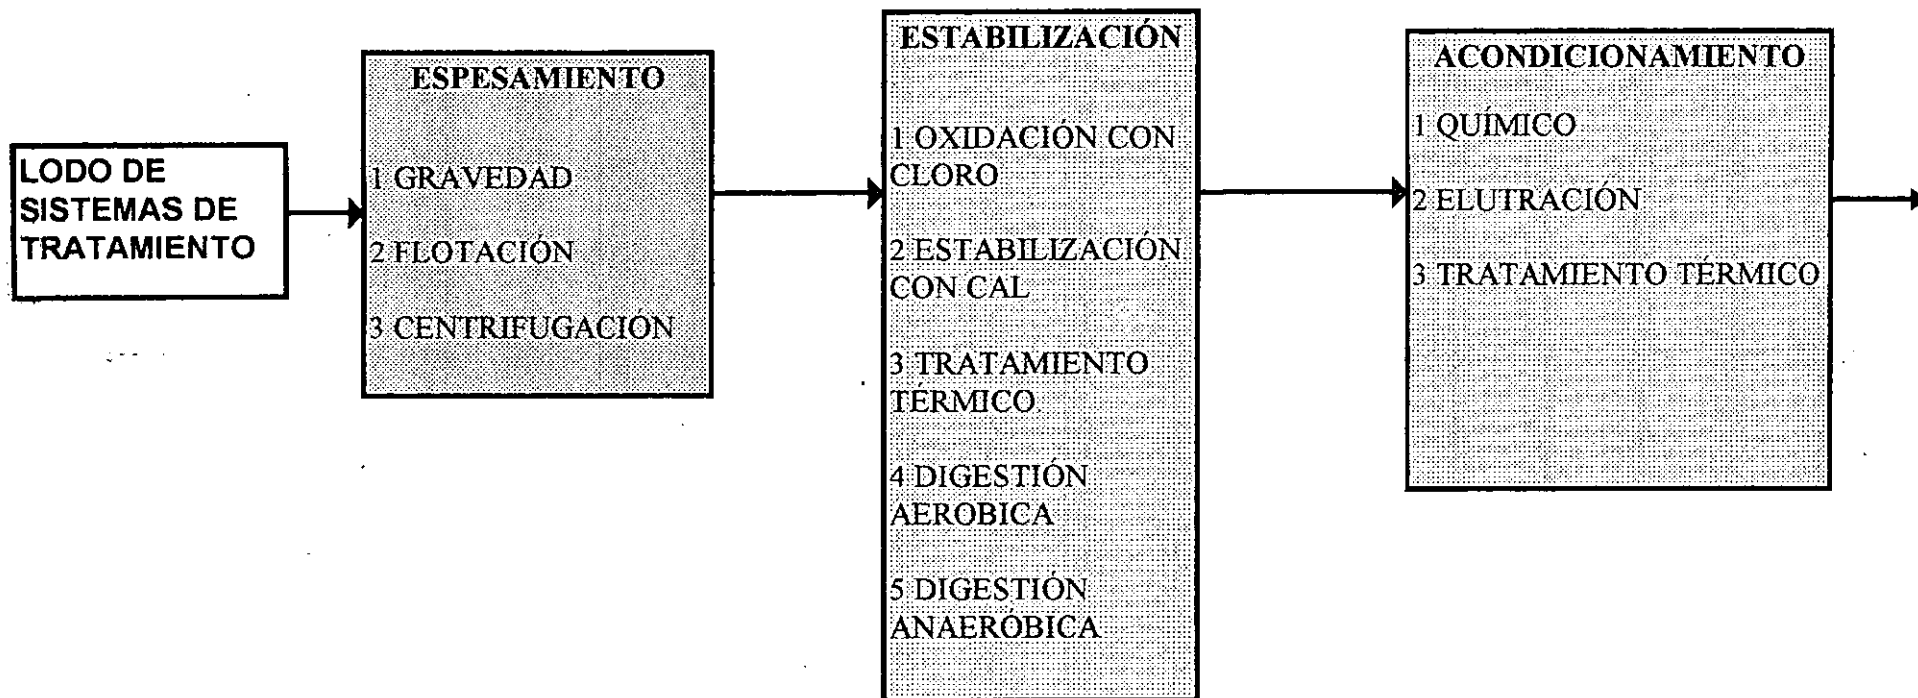 LODO DE
SISTEMAS DE
TRATAMIENTO
ESPESAMIENTO
1 GRAVEDAD
2 FLOTACIÓN
3 CENTRIFUGACIÓN
ESTABILIZACIÓN
1 OXIDACIÓN CON
CLORO
2 ESTABILIZACIÓN
CON CAL
3 TRATAMIENTO
TÉRMICO
4 DIGESTIÓN
AEROBICA
5 DIGESTIÓN
ANAERÓBICA
ACONDICIONAMIENTO
1 QUÍMICO
2 ELUTRACIÓN
3 TRATAMIENTO TÉRMICO